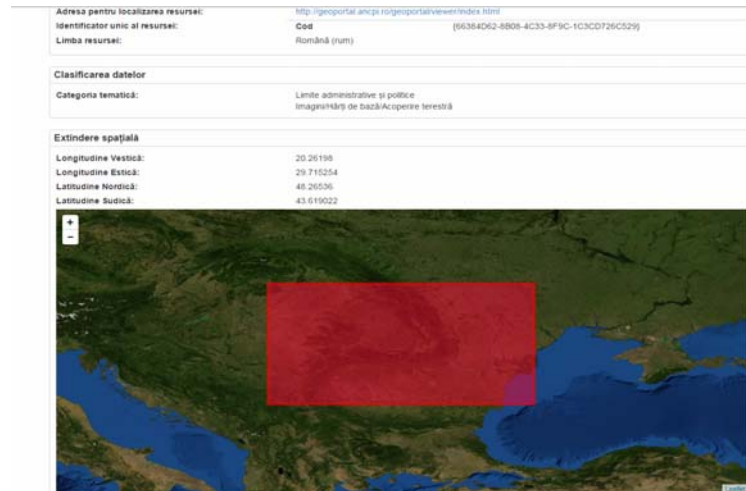 Adresa pentru localizarea resursei: http://geoportal.ancpi.ro/geoportal/viewer/index.html
Identificator unic al resursei: Cod {66384D62-8B08-4C33-8F9C-1C3CD726C529}
Limba resursei: Română (rum)
Clasificarea datelor
Categoria tematică: Limite administrative și politice
Imagini/Hărți de bază/Acoperire terestră
Extindere spațială
Longitudine Vestică: 20.26198
Longitudine Estică: 29.715254
Latitudine Nordică: 48.26536
Latitudine Sudică: 43.619022
+
-
Leaflet